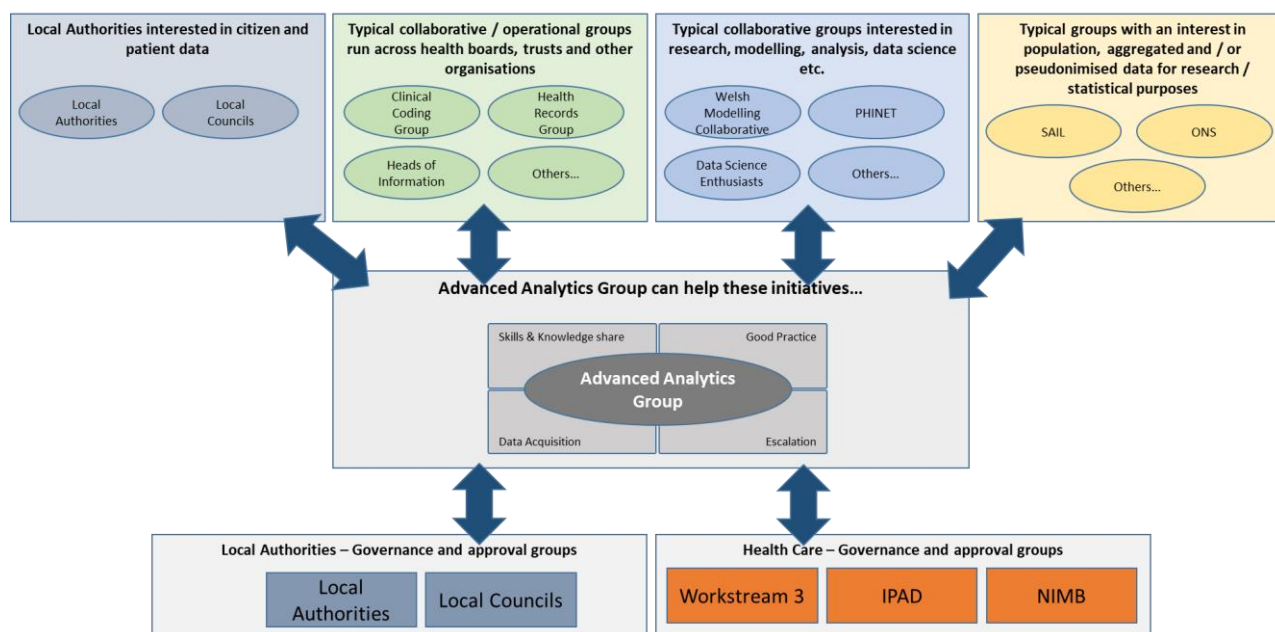 Local Authorities interested in citizen and
patient data
Local
Authorities
Local
Councils
Typical collaborative / operational groups
run across health boards, trusts and other
organisations
Clinical
Coding
Group
Health
Records
Group
Heads of
Information
Others...
Typical collaborative groups interested in
research, modelling, analysis, data science
etc.
Welsh
Modelling
Collaborative
PHINET
Data Science
Enthusiasts
Others...
Typical groups with an interest in
population, aggregated and / or
pseudonimised data for research /
statistical purposes
SAIL
ONS
Others...
Advanced Analytics Group can help these initiatives...
Skills & Knowledge share
Good Practice
Advanced Analytics
Group
Data Acquisition
Escalation
Local Authorities – Governance and approval groups
Local
Authorities
Local Councils
Health Care – Governance and approval groups
Workstream 3
IPAD
NIMB